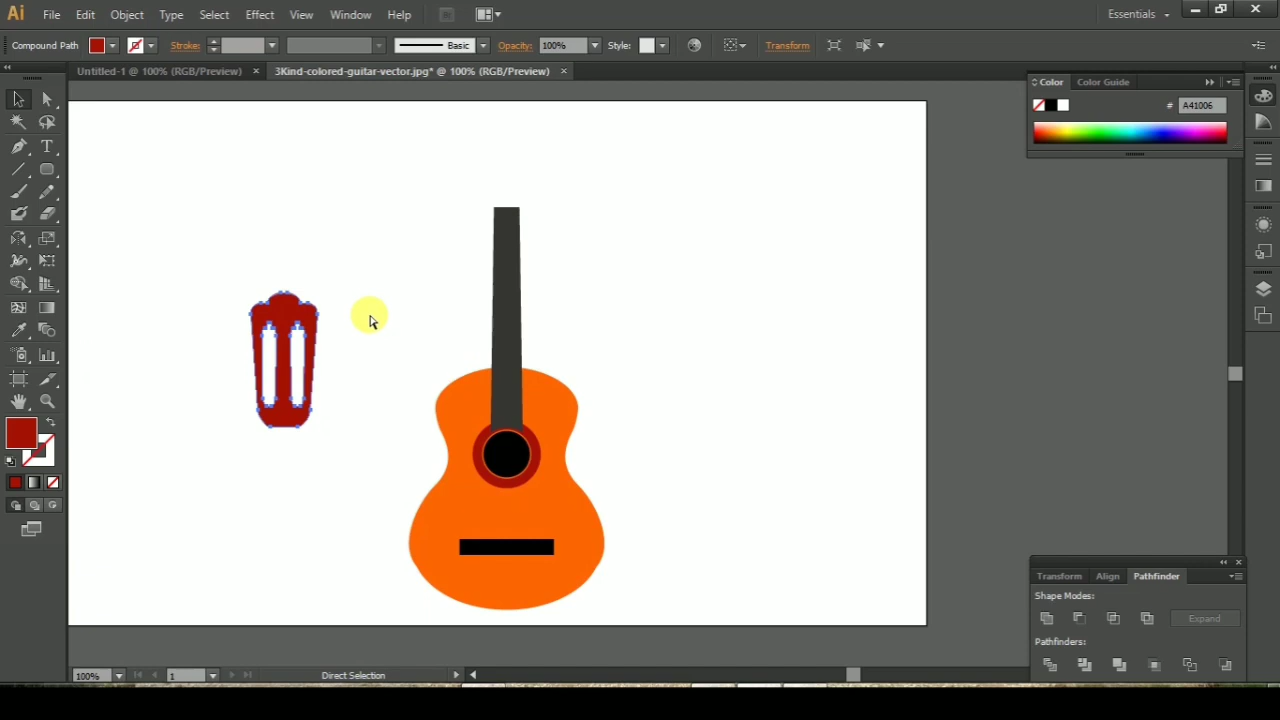 Ai File Edit Object Type Select Effect View Window Help Essentials
Compound Path Stroke: Basic Opacity: 100% Style: Transform
Untitled-1 @ 100% (RGB/Preview) 3Kind-colored-guitar-vector.jpg* @ 100% (RGB/Preview)
Color Color Guide
# A41006
T
Transform Align Pathfinder
Shape Modes:
Expand
Pathfinders:
100% 1 Direct Selection